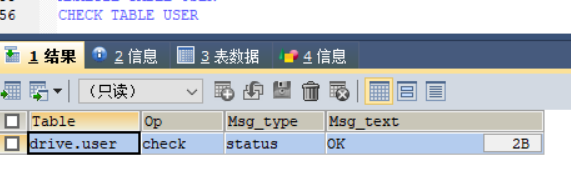 56 CHECK TABLE USER
1 结果 2 信息 3 表数据 4 信息
(只读)
Table Op Msg_type Msg_text
drive.user check status OK 2B